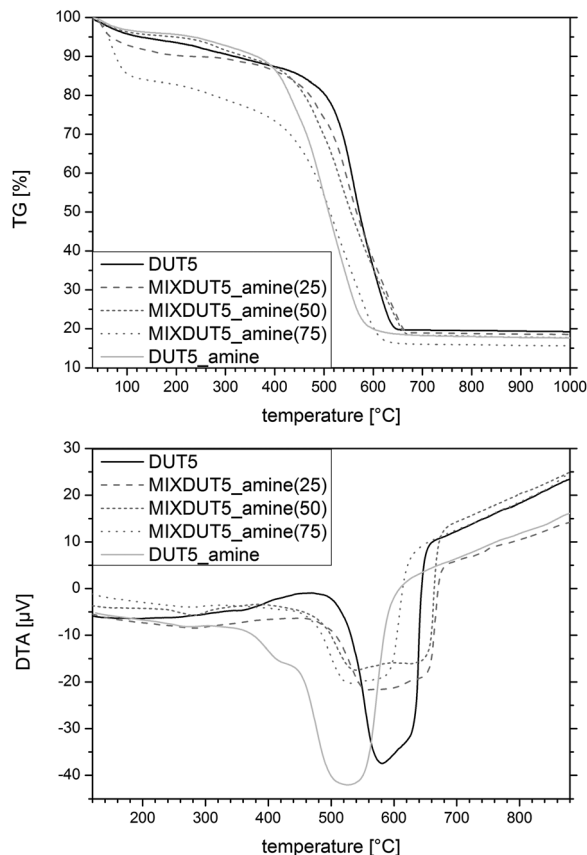 100
90
80
70
60
50
40
30
20
10
TG [%]
DUT5
MIXDUT5_amine(25)
MIXDUT5_amine(50)
MIXDUT5_amine(75)
DUT5_amine
100 200 300 400 500 600 700 800 900 1000
temperature [°C]
30
20
10
0
-10
-20
-30
-40
DTA [µV]
DUT5
MIXDUT5_amine(25)
MIXDUT5_amine(50)
MIXDUT5_amine(75)
DUT5_amine
200 300 400 500 600 700 800
temperature [°C]